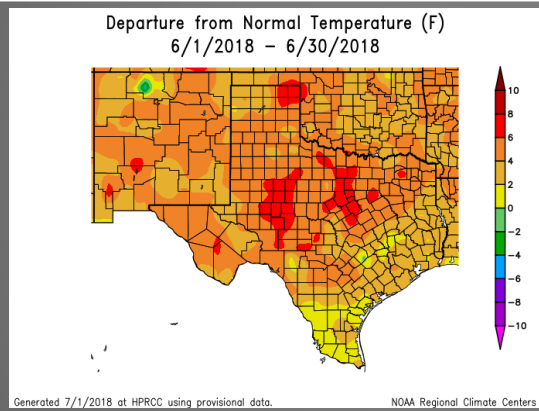 Departure from Normal Temperature (F)
6/1/2018 – 6/30/2018
10
8
6
4
2
0
−2
−4
−6
−8
−10
Generated 7/1/2018 at HPRCC using provisional data.
NOAA Regional Climate Centers